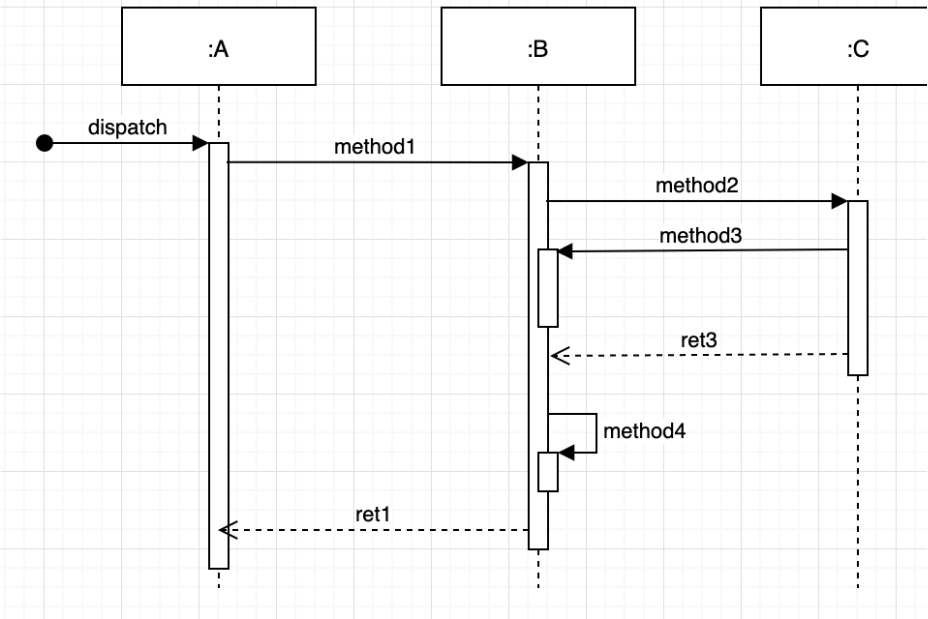 :A
:B
:C
dispatch
method1
method2
method3
ret3
method4
ret1